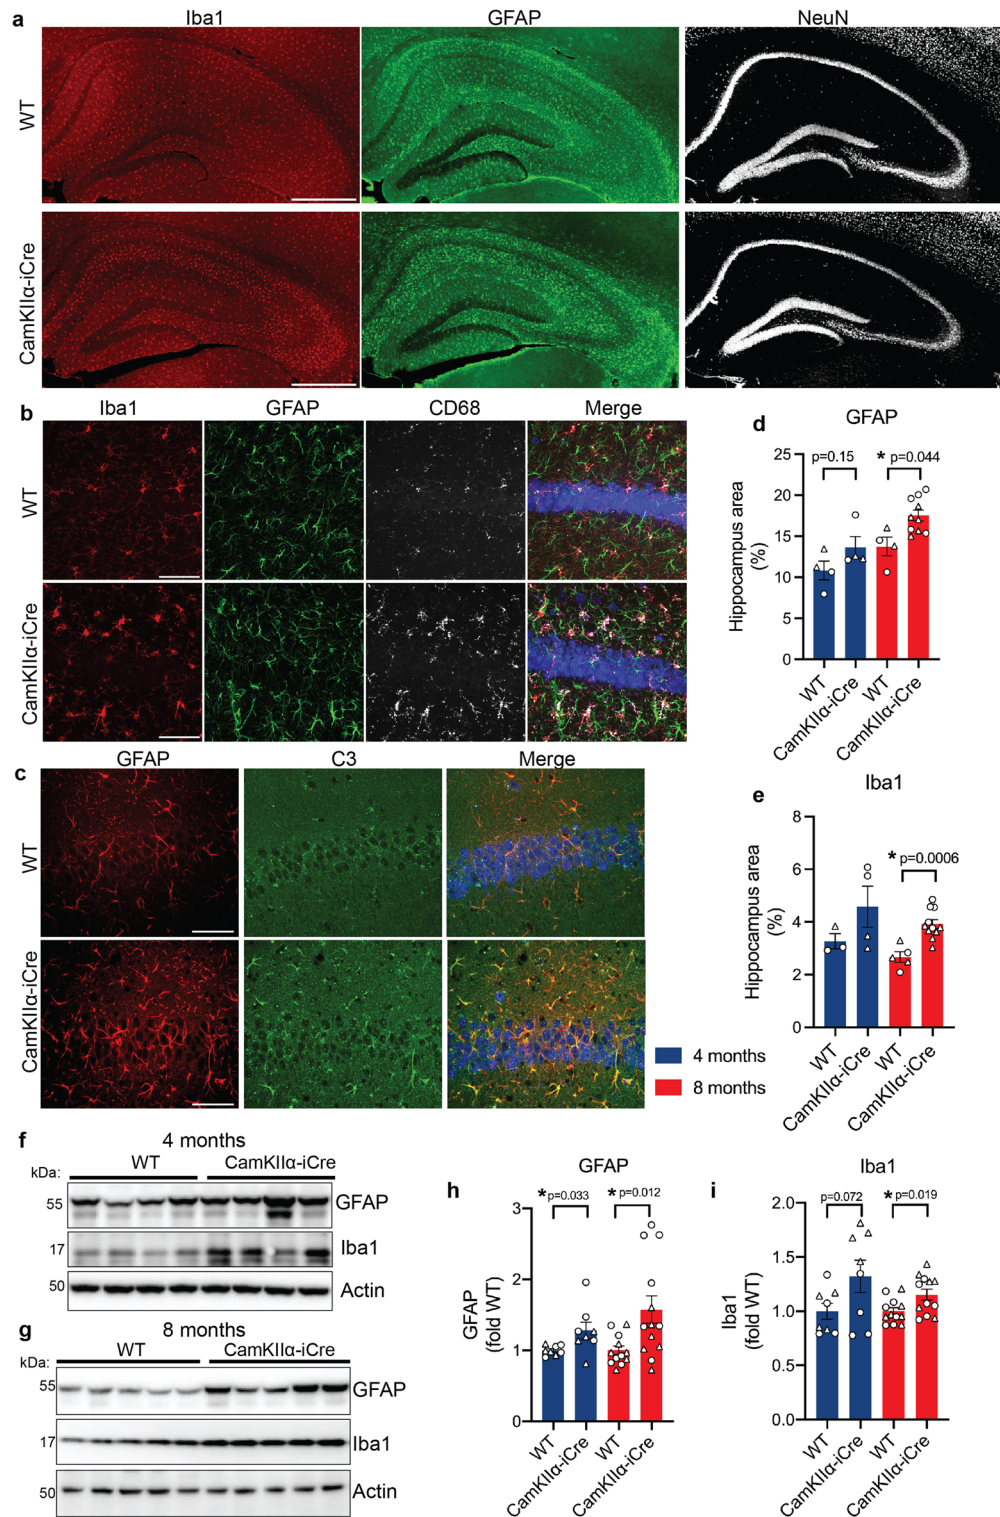 a
Iba1 GFAP NeuN
WT
CamKIIα-iCre
b
Iba1 GFAP CD68 Merge
WT
CamKIIα-iCre
c
GFAP C3 Merge
WT
CamKIIα-iCre
d
GFAP
p=0.15 * p=0.044
Hippocampus area
(%)
25
20
15
10
5
0
WT
CamKIIα-iCre
WT
CamKIIα-iCre
e
Iba1
* p=0.0006
Hippocampus area
(%)
8
6
4
2
0
WT
CamKIIα-iCre
WT
CamKIIα-iCre
4 months
8 months
f
4 months
kDa: WT CamKIIα-iCre
55 GFAP
17 Iba1
50 Actin
g
8 months
kDa: WT CamKIIα-iCre
55 GFAP
17 Iba1
50 Actin
h
GFAP
*p=0.033 *p=0.012
GFAP
(fold WT)
3
2
1
0
WT
CamKIIα-iCre
WT
CamKIIα-iCre
i
Iba1
p=0.072 *p=0.019
Iba1
(fold WT)
2.0
1.5
1.0
0.5
0.0
WT
CamKIIα-iCre
WT
CamKIIα-iCre